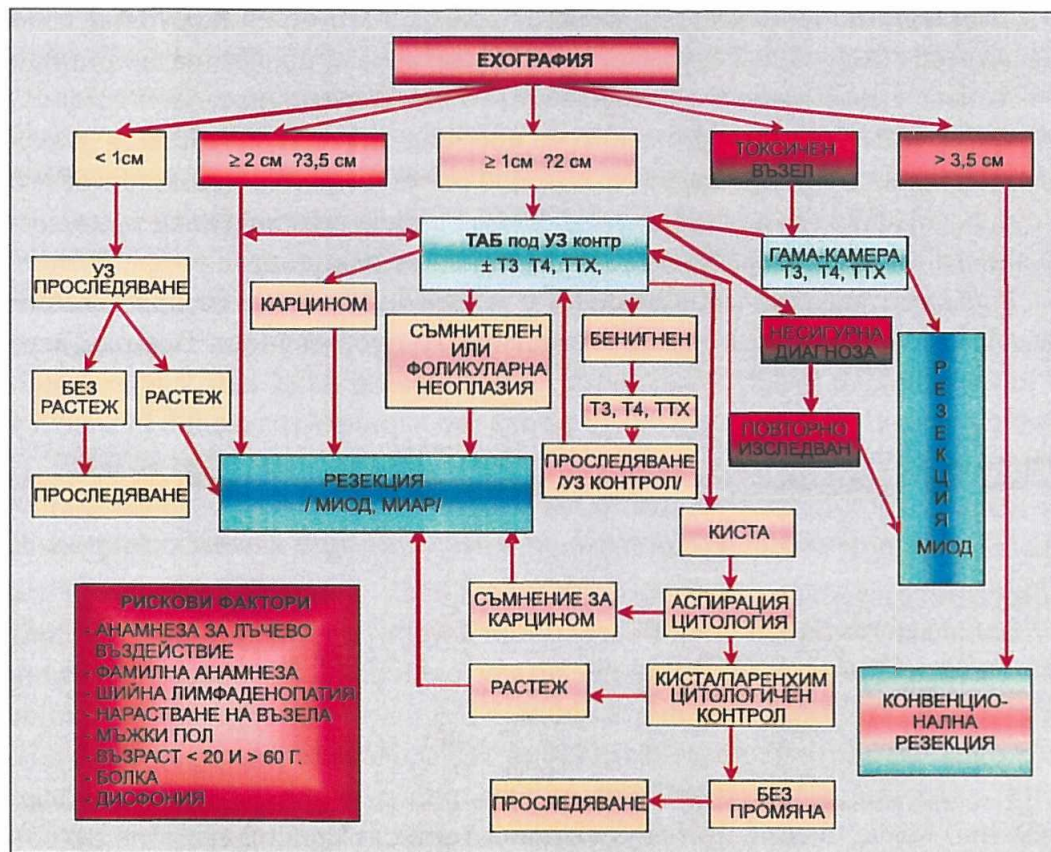 ЕХОГРАФИЯ
< 1см
≥ 2 см ?3,5 см
≥ 1см ?2 см
ТОКСИЧЕН
ВЪЗЕЛ
> 3,5 см
УЗ
ПРОСЛЕДЯВАНЕ
ТАБ под УЗ контр
± Т3 Т4, ТТХ,
ГАМА-КАМЕРА
Т3, Т4, ТТХ
КАРЦИНОМ
СЪМНИТЕЛЕН
ИЛИ
ФОЛИКУЛАРНА
НЕОПЛАЗИЯ
БЕНИГНЕН
НЕСИГУРНА
ДИАГНОЗА
РЕЗЕКЦИЯ
МИОД
БЕЗ
РАСТЕЖ
РАСТЕЖ
Т3, Т4, ТТХ
ПОВТОРНО
ИЗСЛЕДВАН
ПРОСЛЕДЯВАНЕ
РЕЗЕКЦИЯ
/ МИОД, МИАР/
ПРОСЛЕДЯВАНЕ
/УЗ КОНТРОЛ/
КИСТА
РИСКОВИ ФАКТОРИ
- АНАМНЕЗА ЗА ЛЪЧЕВО
ВЪЗДЕЙСТВИЕ
- ФАМИЛНА АНАМНЕЗА
- ШИЙНА ЛИМФАДЕНОПАТИЯ
- НАРАСТВАНЕ НА ВЪЗЕЛА
- МЪЖКИ ПОЛ
- ВЪЗРАСТ < 20 И > 60 Г.
- БОЛКА
- ДИСФОНИЯ
СЪМНЕНИЕ ЗА
КАРЦИНОМ
АСПИРАЦИЯ
ЦИТОЛОГИЯ
РАСТЕЖ
КИСТА/ПАРЕНХИМ
ЦИТОЛОГИЧЕН
КОНТРОЛ
КОНВЕНЦИО-
НАЛНА
РЕЗЕКЦИЯ
ПРОСЛЕДЯВАНЕ
БЕЗ
ПРОМЯНА